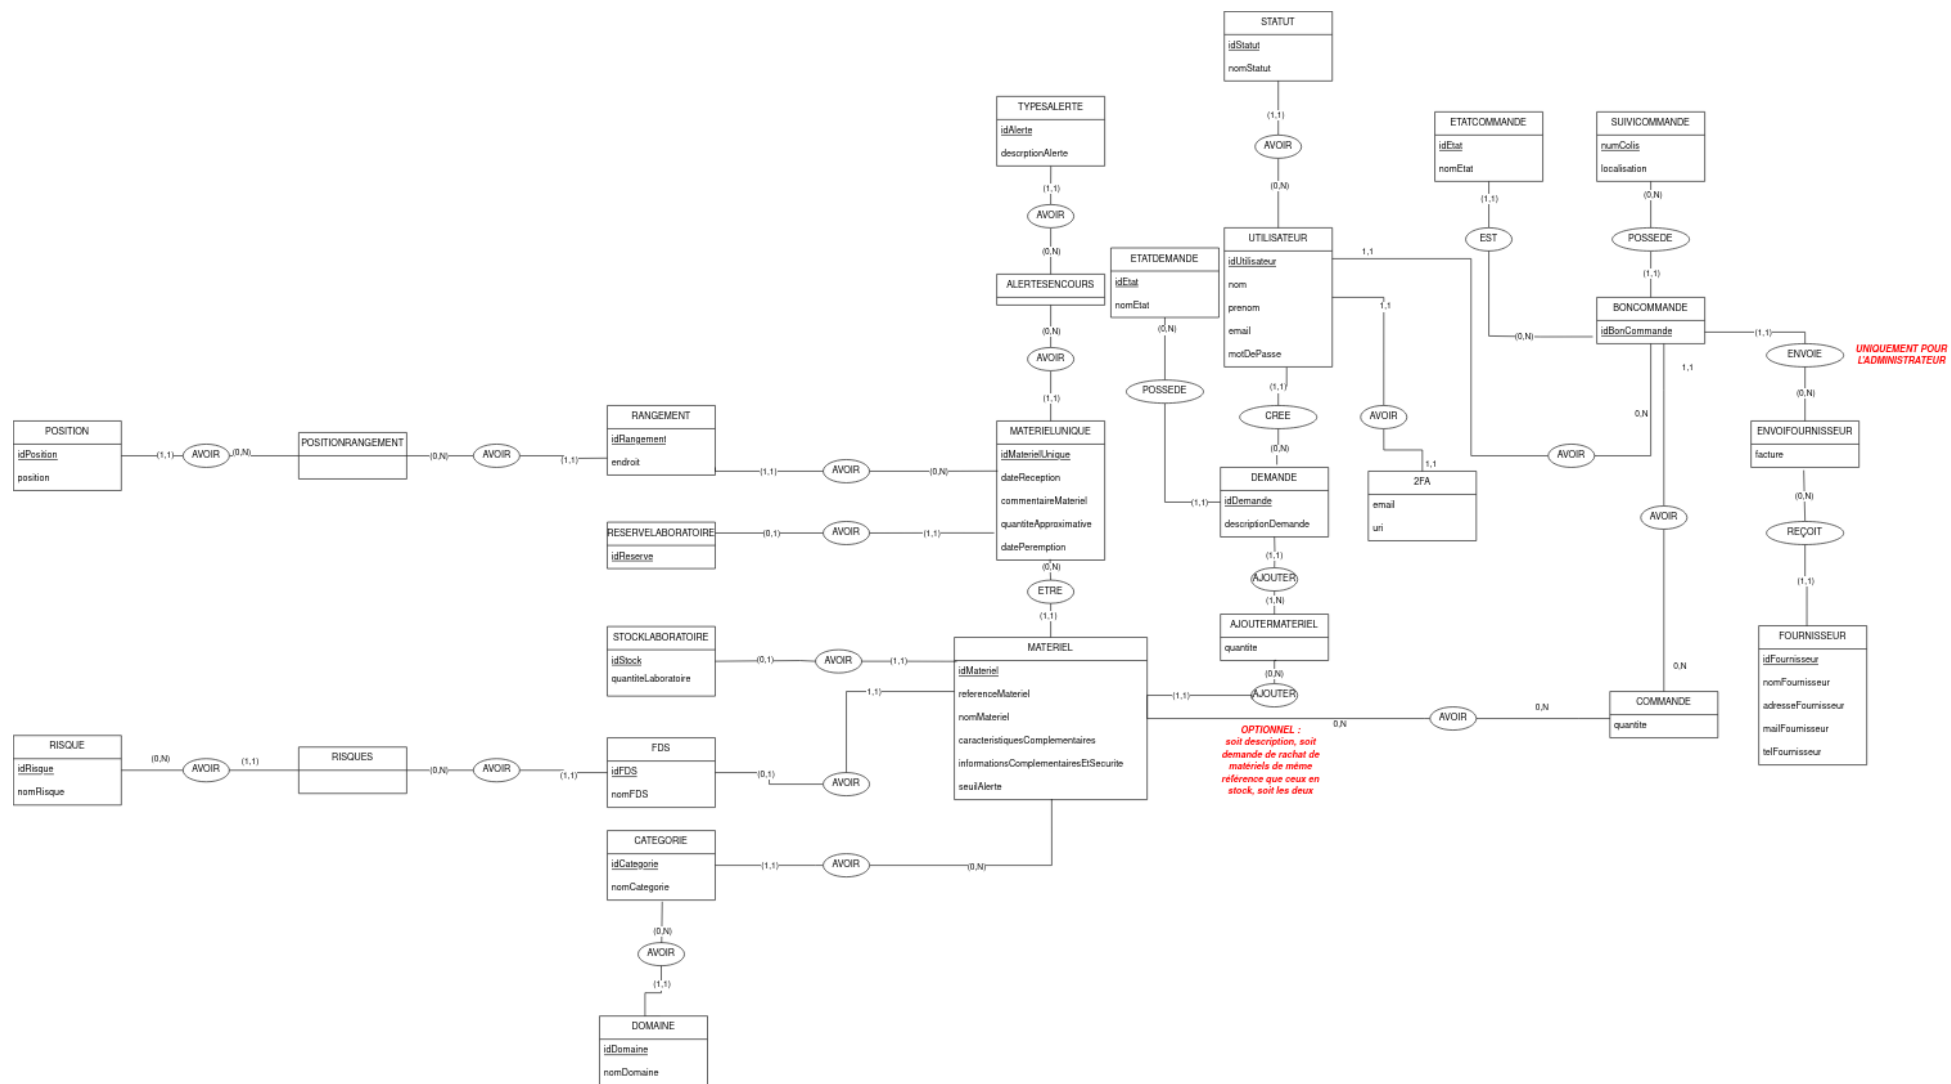 STATUT
idStatut
nomStatut
(1,1)
AVOIR
(0,N)
TYPESALERTE
idAlerte
descrptionAlerte
(1,1)
AVOIR
(0,N)
ALERTESENCOURS
(0,N)
AVOIR
(1,1)
ETATCOMMANDE
idEtat
nomEtat
(1,1)
EST
(0,N)
SUIVICOMMANDE
numColis
localisation
(0,N)
POSSEDE
(1,1)
ETATDEMANDE
idEtat
nomEtat
(0,N)
POSSEDE
(1,1)
UTILISATEUR
idUtilisateur
nom
prenom
email
motDePasse
1,1
1,1
(1,1)
CREE
(0,N)
AVOIR
1,1
BONCOMMANDE
idBonCommande
(1,1)
ENVOIE
(0,N)
UNIQUEMENT POUR
L'ADMINISTRATEUR
1,1
0,N
AVOIR
AVOIR
0,N
ENVOIFOURNISSEUR
facture
(0,N)
REÇOIT
(1,1)
POSITION
idPosition
position
(1,1)
AVOIR
(0,N)
POSITIONRANGEMENT
(0,N)
AVOIR
(1,1)
RANGEMENT
idRangement
endroit
(1,1)
AVOIR
(0,N)
MATERIELUNIQUE
idMaterielUnique
dateReception
commentaireMateriel
quantiteApproximative
datePeremption
RESERVELABORATOIRE
idReserve
(0,1)
AVOIR
(1,1)
(0,N)
ETRE
(1,1)
DEMANDE
idDemande
descriptionDemande
(1,1)
AJOUTER
(1,N)
2FA
email
uri
AJOUTERMATERIEL
quantite
(0,N)
AJOUTER
(1,1)
STOCKLABORATOIRE
idStock
quantiteLaboratoire
(0,1)
AVOIR
(1,1)
MATERIEL
idMateriel
referenceMateriel
nomMateriel
caracteristiquesComplementaires
informationsComplementairesEtSecurite
seuilAlerte
1,1)
0,N
AVOIR
0,N
COMMANDE
quantite
FOURNISSEUR
idFournisseur
nomFournisseur
adresseFournisseur
mailFournisseur
telFournisseur
OPTIONNEL :
soit description, soit
demande de rachat de
matériels de même
référence que ceux en
stock, soit les deux
RISQUE
idRisque
nomRisque
(0,N)
AVOIR
(1,1)
RISQUES
(0,N)
AVOIR
(1,1)
FDS
idFDS
nomFDS
(0,1)
AVOIR
CATEGORIE
idCategorie
nomCategorie
(1,1)
AVOIR
(0,N)
(0,N)
AVOIR
(1,1)
DOMAINE
idDomaine
nomDomaine